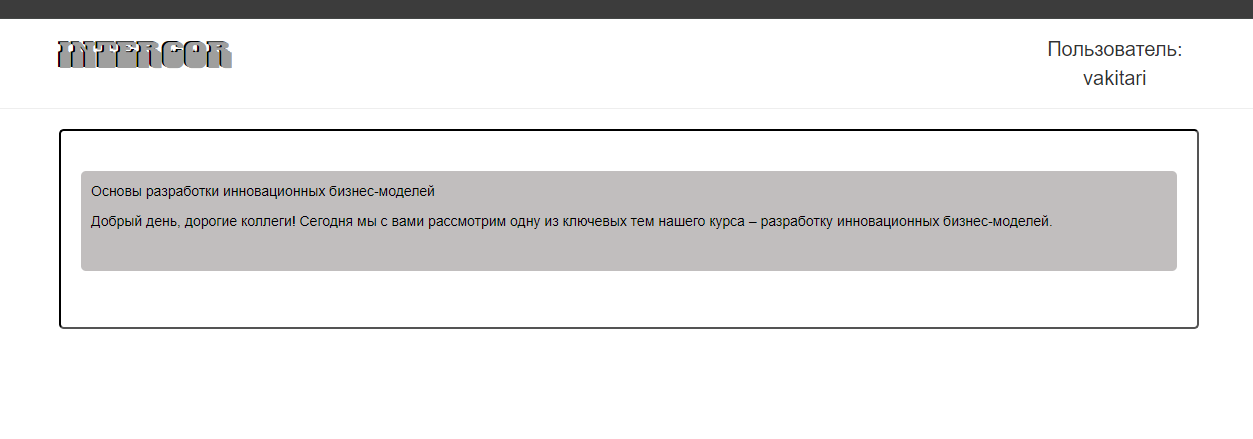 INTERCOR
Пользователь:
vakitari
Основы разработки инновационных бизнес-моделей
Добрый день, дорогие коллеги! Сегодня мы с вами рассмотрим одну из ключевых тем нашего курса – разработку инновационных бизнес-моделей.